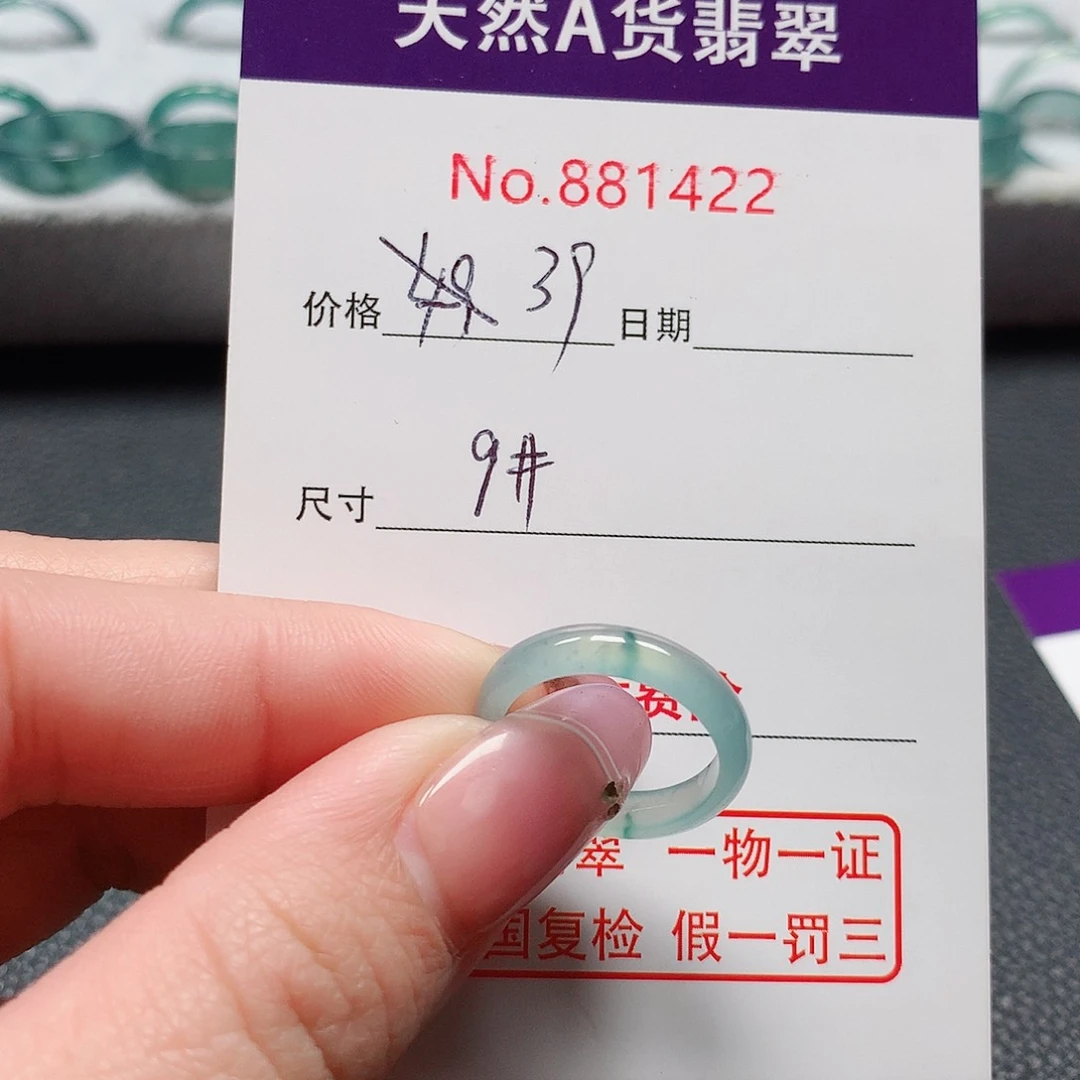 天然A货翡翠
No.881422
价格 49 39 日期
尺寸 9#
费
翠 一物一证
国复检 假一罚三